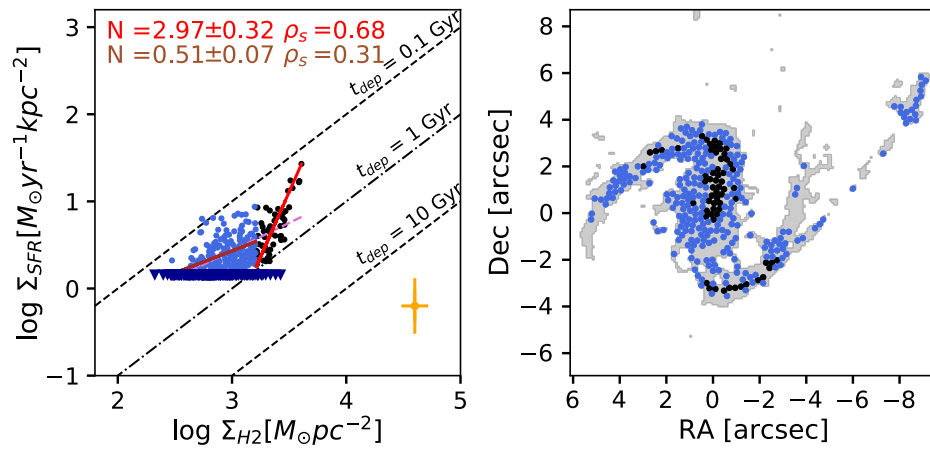 N =2.97±0.32 ρₛ =0.68
N =0.51±0.07 ρₛ =0.31
t_dep = 0.1 Gyr
t_dep = 1 Gyr
t_dep = 10 Gyr
log Σ_SFR[M⊙yr⁻¹kpc⁻²]
3
2
1
0
−1
2 3 4 5
log Σ_H2[M⊙pc⁻²]
Dec [arcsec]
8
6
4
2
0
−2
−4
−6
6 4 2 0 −2 −4 −6 −8
RA [arcsec]